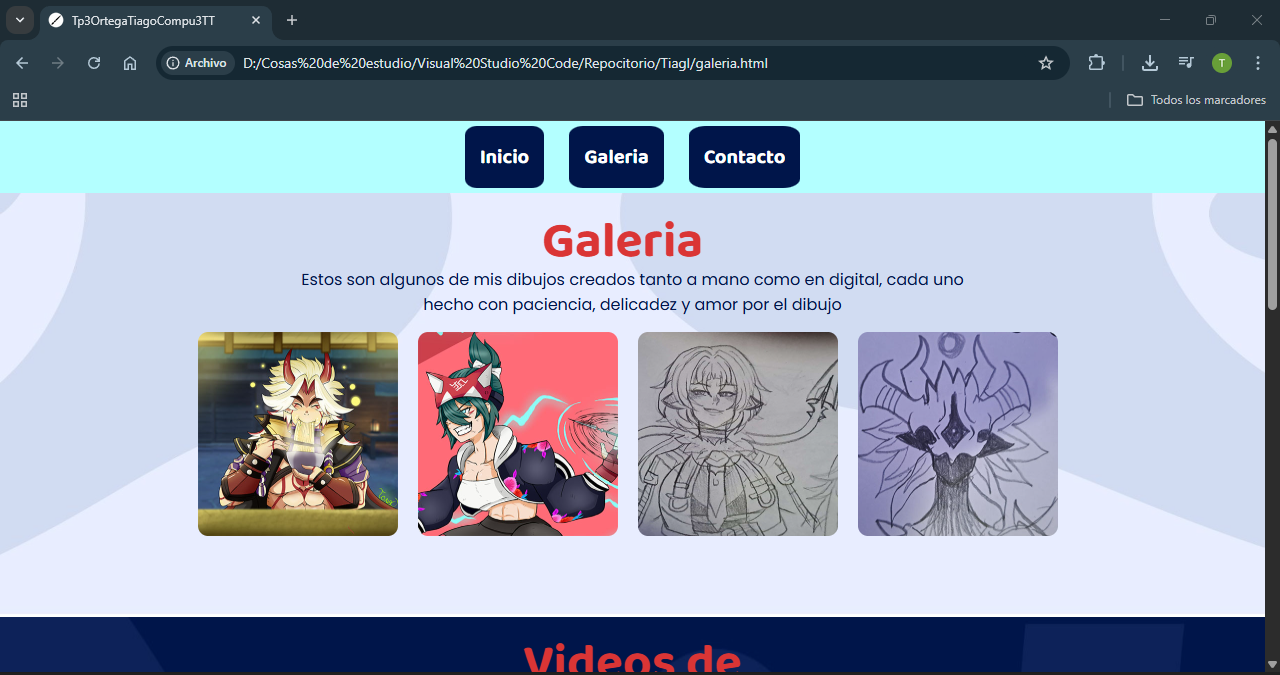 Tp3OrtegaTiagoCompu3TT
Archivo
D:/Cosas%20de%20estudio/Visual%20Studio%20Code/Repocitorio/Tiagl/galeria.html
T
Todos los marcadores
Inicio
Galeria
Contacto
Galeria
Estos son algunos de mis dibujos creados tanto a mano como en digital, cada uno
hecho con paciencia, delicadez y amor por el dibujo
Videos de